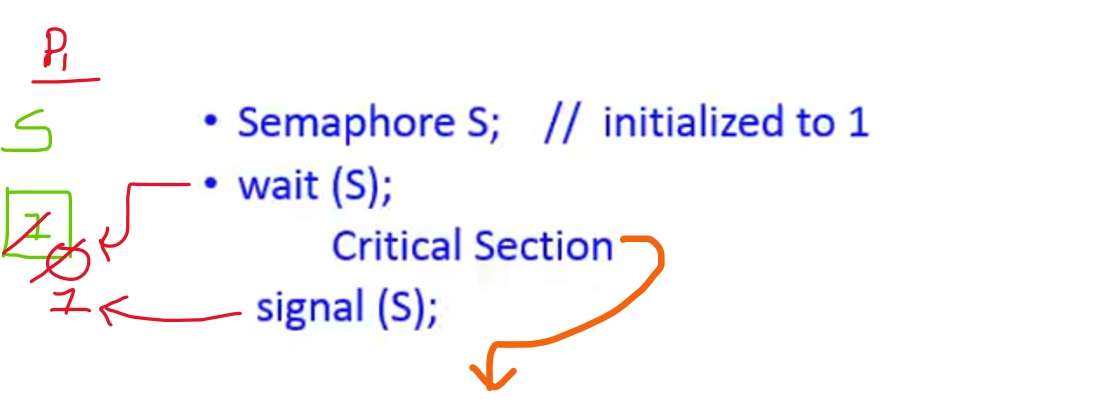 P1
S
• Semaphore S; // initialized to 1
1
• wait (S);
0
Critical Section
1
signal (S);